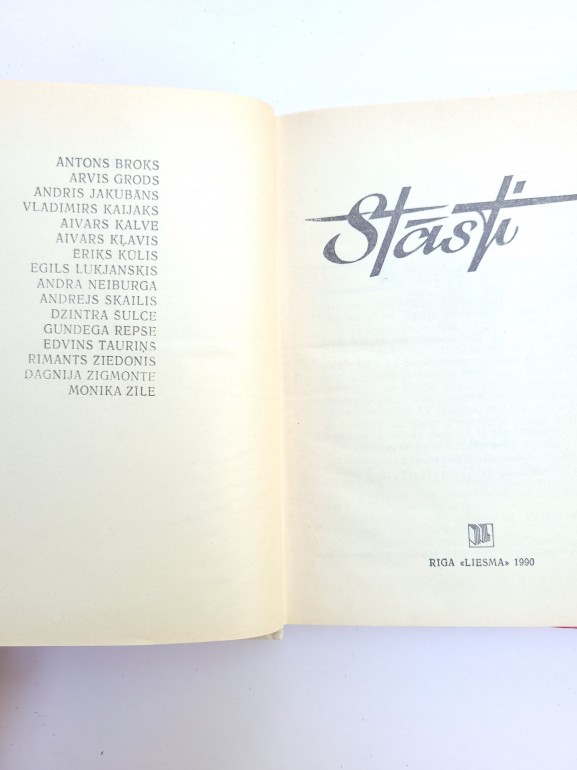 ANTONS BROKS
ARVIS GRODS
ANDRIS JAKUBĀNS
VLADIMIRS KAIJAKS
AIVARS KALVE
AIVARS KĻAVIS
ĒRIKS KŪLIS
EGILS LUKJANSKIS
ANDRA NEIBURGA
ANDREJS SKAILIS
DZINTRA ŠULCE
GUNDEGA REPŠE
EDVĪNS TAURIŅŠ
RIMANTS ZIEDONIS
DAGNIJA ZIGMONTE
MONIKA ZĪLE
Stāsti
RĪGA «LIESMA» 1990